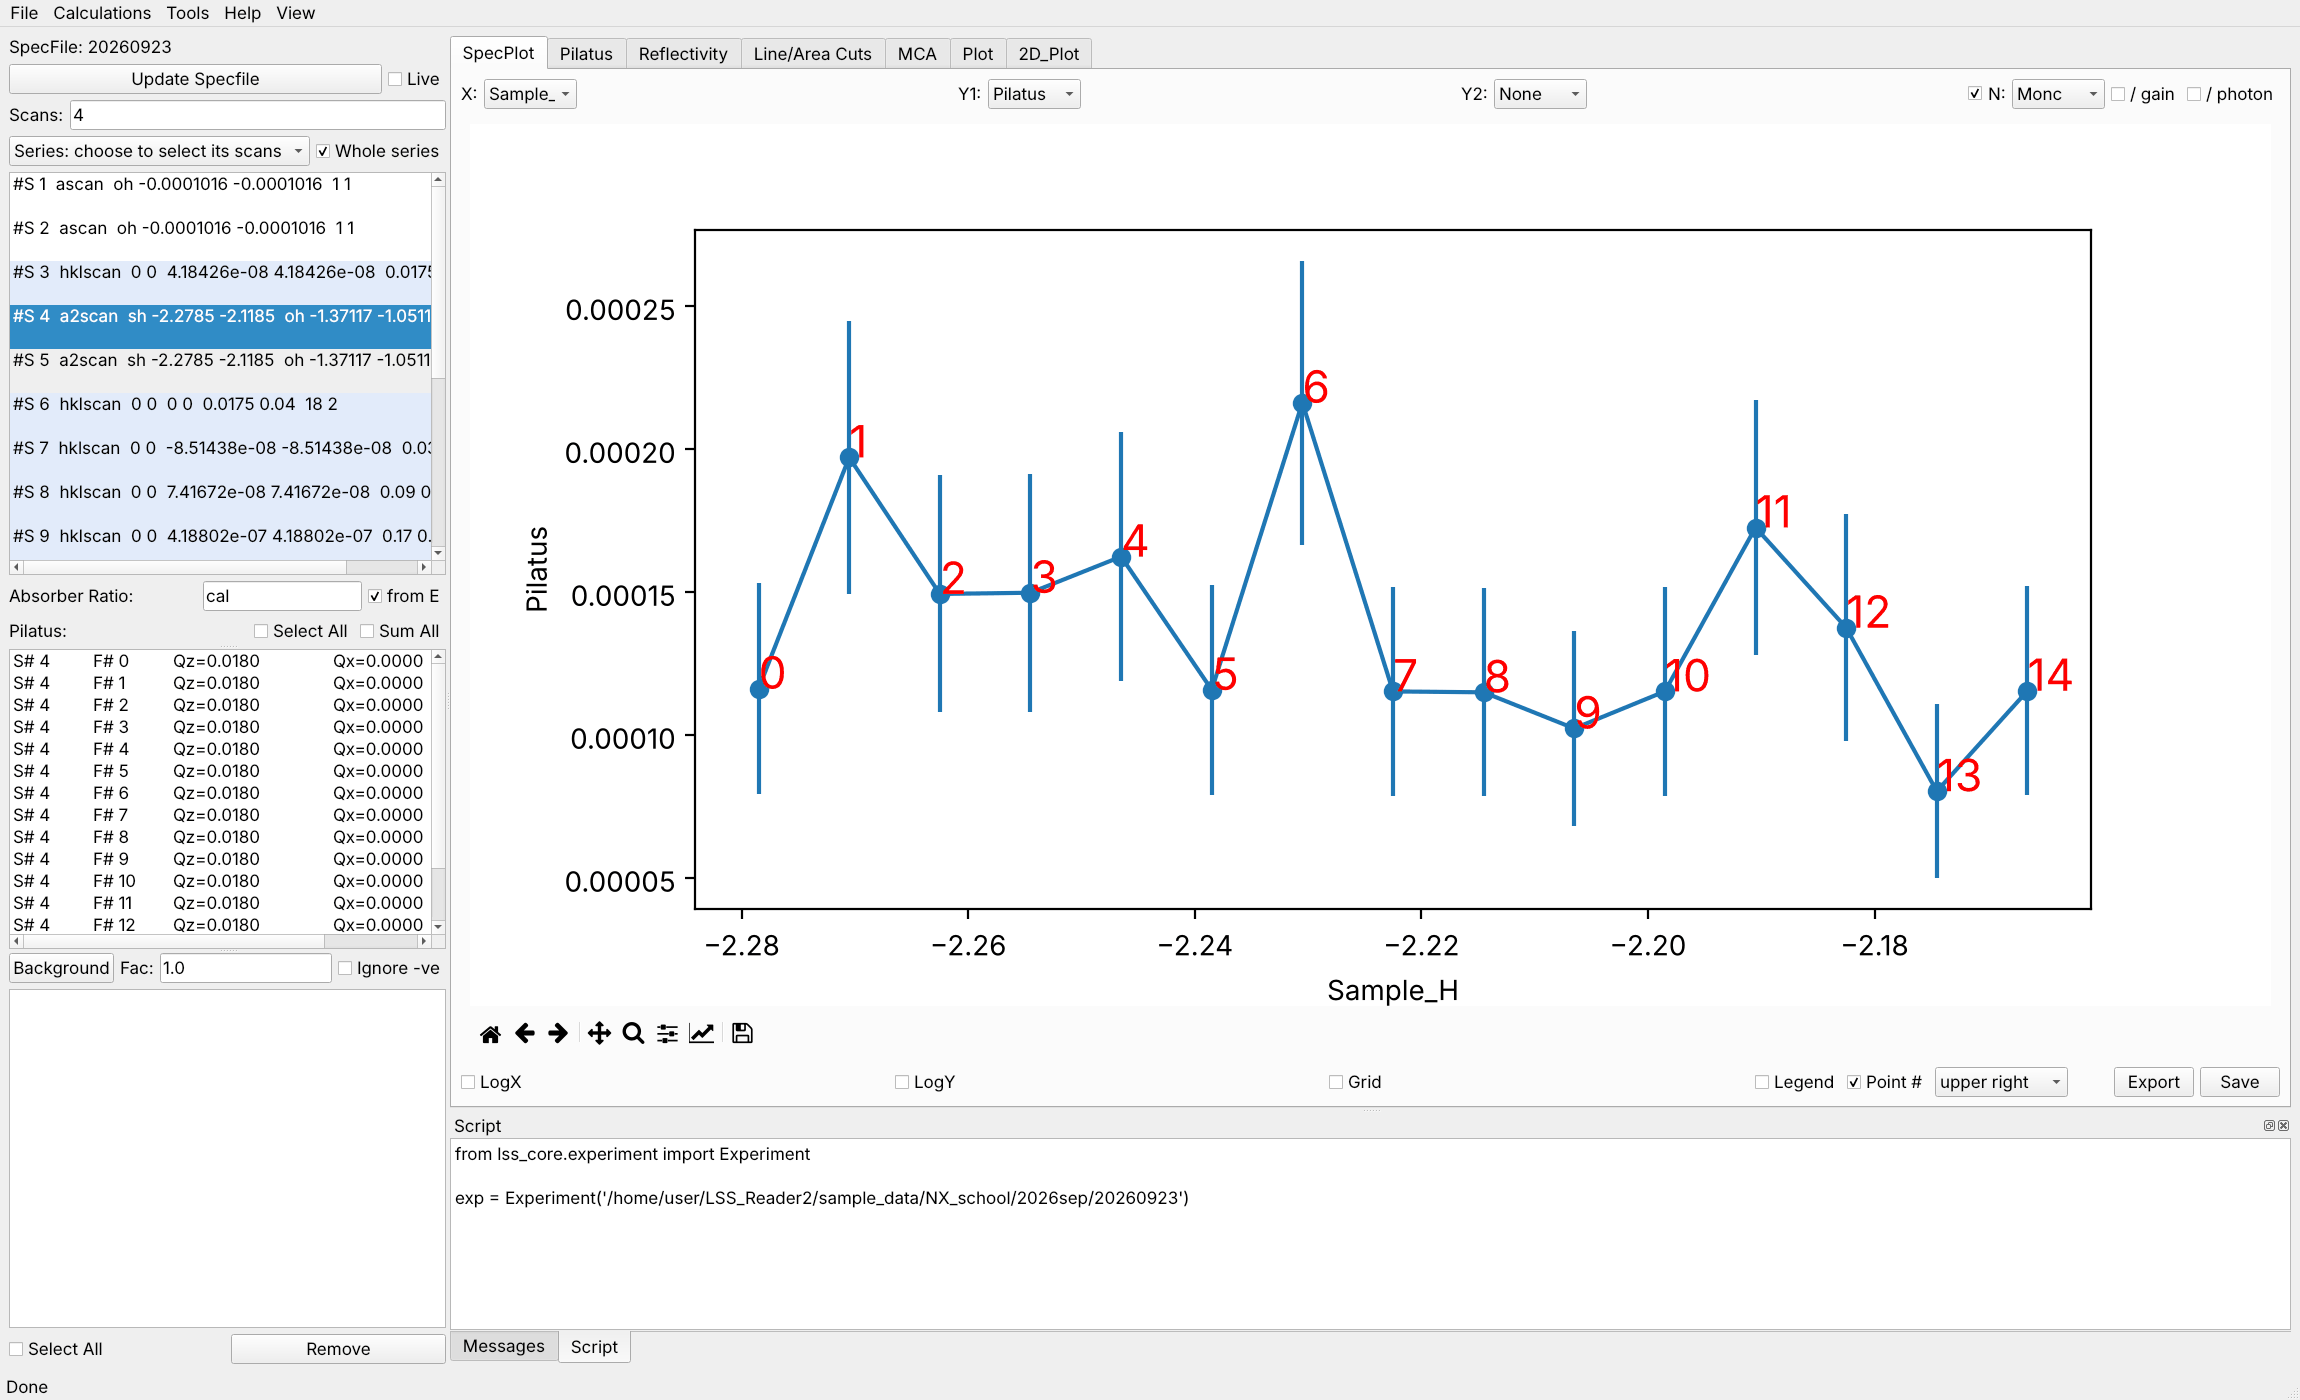 File Calculations Tools Help View
SpecFile: 20260923
Update Specfile Live
Scans: 4
Series: choose to select its scans Whole series
#S 1 ascan oh -0.0001016 -0.0001016 1 1
#S 2 ascan oh -0.0001016 -0.0001016 1 1
#S 3 hklscan 0 0 4.18426e-08 4.18426e-08 0.0175
#S 4 a2scan sh -2.2785 -2.1185 oh -1.37117 -1.0511
#S 5 a2scan sh -2.2785 -2.1185 oh -1.37117 -1.0511
#S 6 hklscan 0 0 0 0 0.0175 0.04 18 2
#S 7 hklscan 0 0 -8.51438e-08 -8.51438e-08 0.03
#S 8 hklscan 0 0 7.41672e-08 7.41672e-08 0.09 0
#S 9 hklscan 0 0 4.18802e-07 4.18802e-07 0.17 0.
Absorber Ratio: cal from E
Pilatus: Select All Sum All
S# 4 F# 0 Qz=0.0180 Qx=0.0000
S# 4 F# 1 Qz=0.0180 Qx=0.0000
S# 4 F# 2 Qz=0.0180 Qx=0.0000
S# 4 F# 3 Qz=0.0180 Qx=0.0000
S# 4 F# 4 Qz=0.0180 Qx=0.0000
S# 4 F# 5 Qz=0.0180 Qx=0.0000
S# 4 F# 6 Qz=0.0180 Qx=0.0000
S# 4 F# 7 Qz=0.0180 Qx=0.0000
S# 4 F# 8 Qz=0.0180 Qx=0.0000
S# 4 F# 9 Qz=0.0180 Qx=0.0000
S# 4 F# 10 Qz=0.0180 Qx=0.0000
S# 4 F# 11 Qz=0.0180 Qx=0.0000
S# 4 F# 12 Qz=0.0180 Qx=0.0000
Background Fac: 1.0 Ignore -ve
Select All Remove
Done
SpecPlot Pilatus Reflectivity Line/Area Cuts MCA Plot 2D_Plot
X: Sample_ Y1: Pilatus Y2: None N: Monc / gain / photon
Pilatus
0.00025
0.00020
0.00015
0.00010
0.00005
0 1 2 3 4 5 6 7 8 9 10 11 12 13 14
−2.28 −2.26 −2.24 −2.22 −2.20 −2.18
Sample_H
LogX LogY Grid Legend Point # upper right Export Save
Script
from lss_core.experiment import Experiment
exp = Experiment('/home/user/LSS_Reader2/sample_data/NX_school/2026sep/20260923')
Messages Script